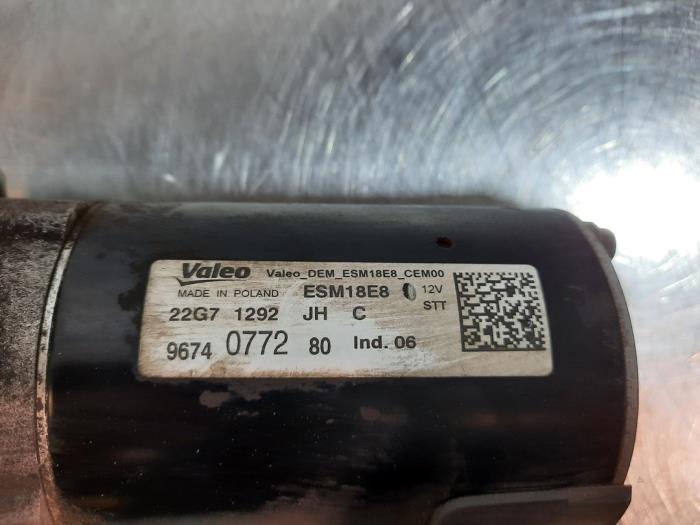 Valeo Valeo_DEM_ESM18E8_CEM00
MADE IN POLAND ESM18E8 12V
STT
22G7 1292 JH C
9674 0772 80 Ind. 06